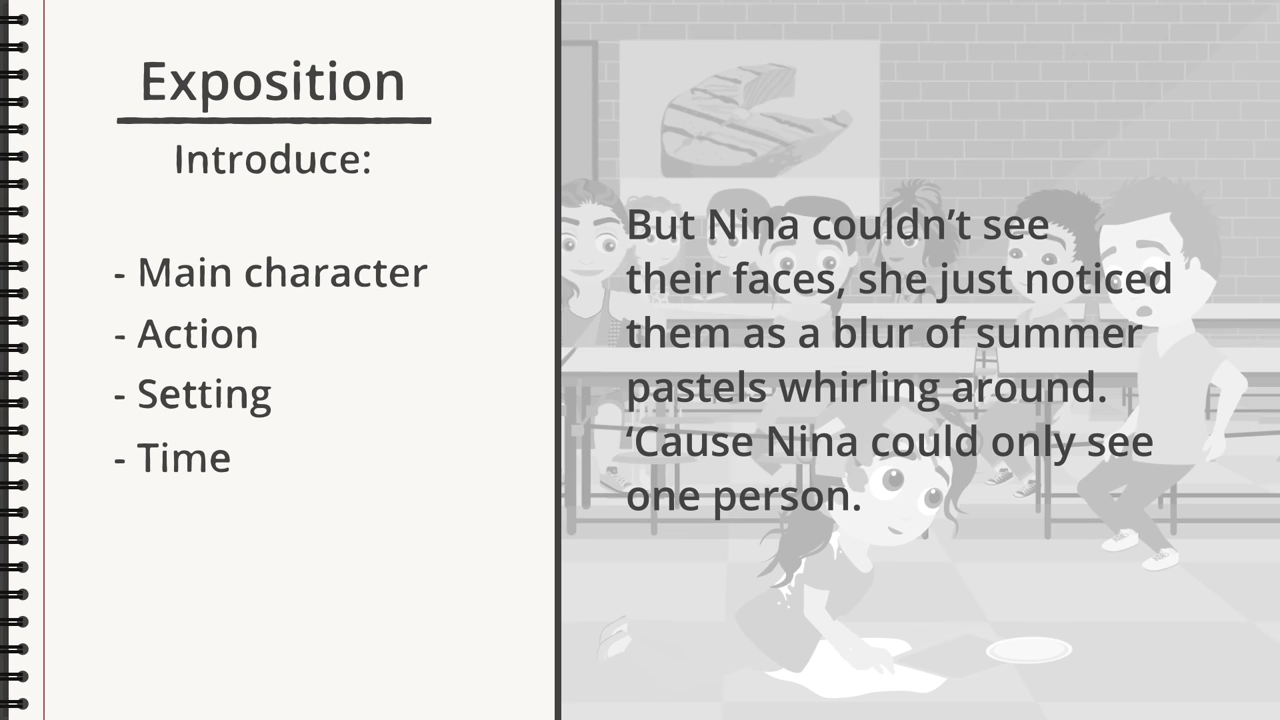 Exposition
Introduce:
- Main character
- Action
- Setting
- Time
But Nina couldn’t see
their faces, she just noticed
them as a blur of summer
pastels whirling around.
‘Cause Nina could only see
one person.